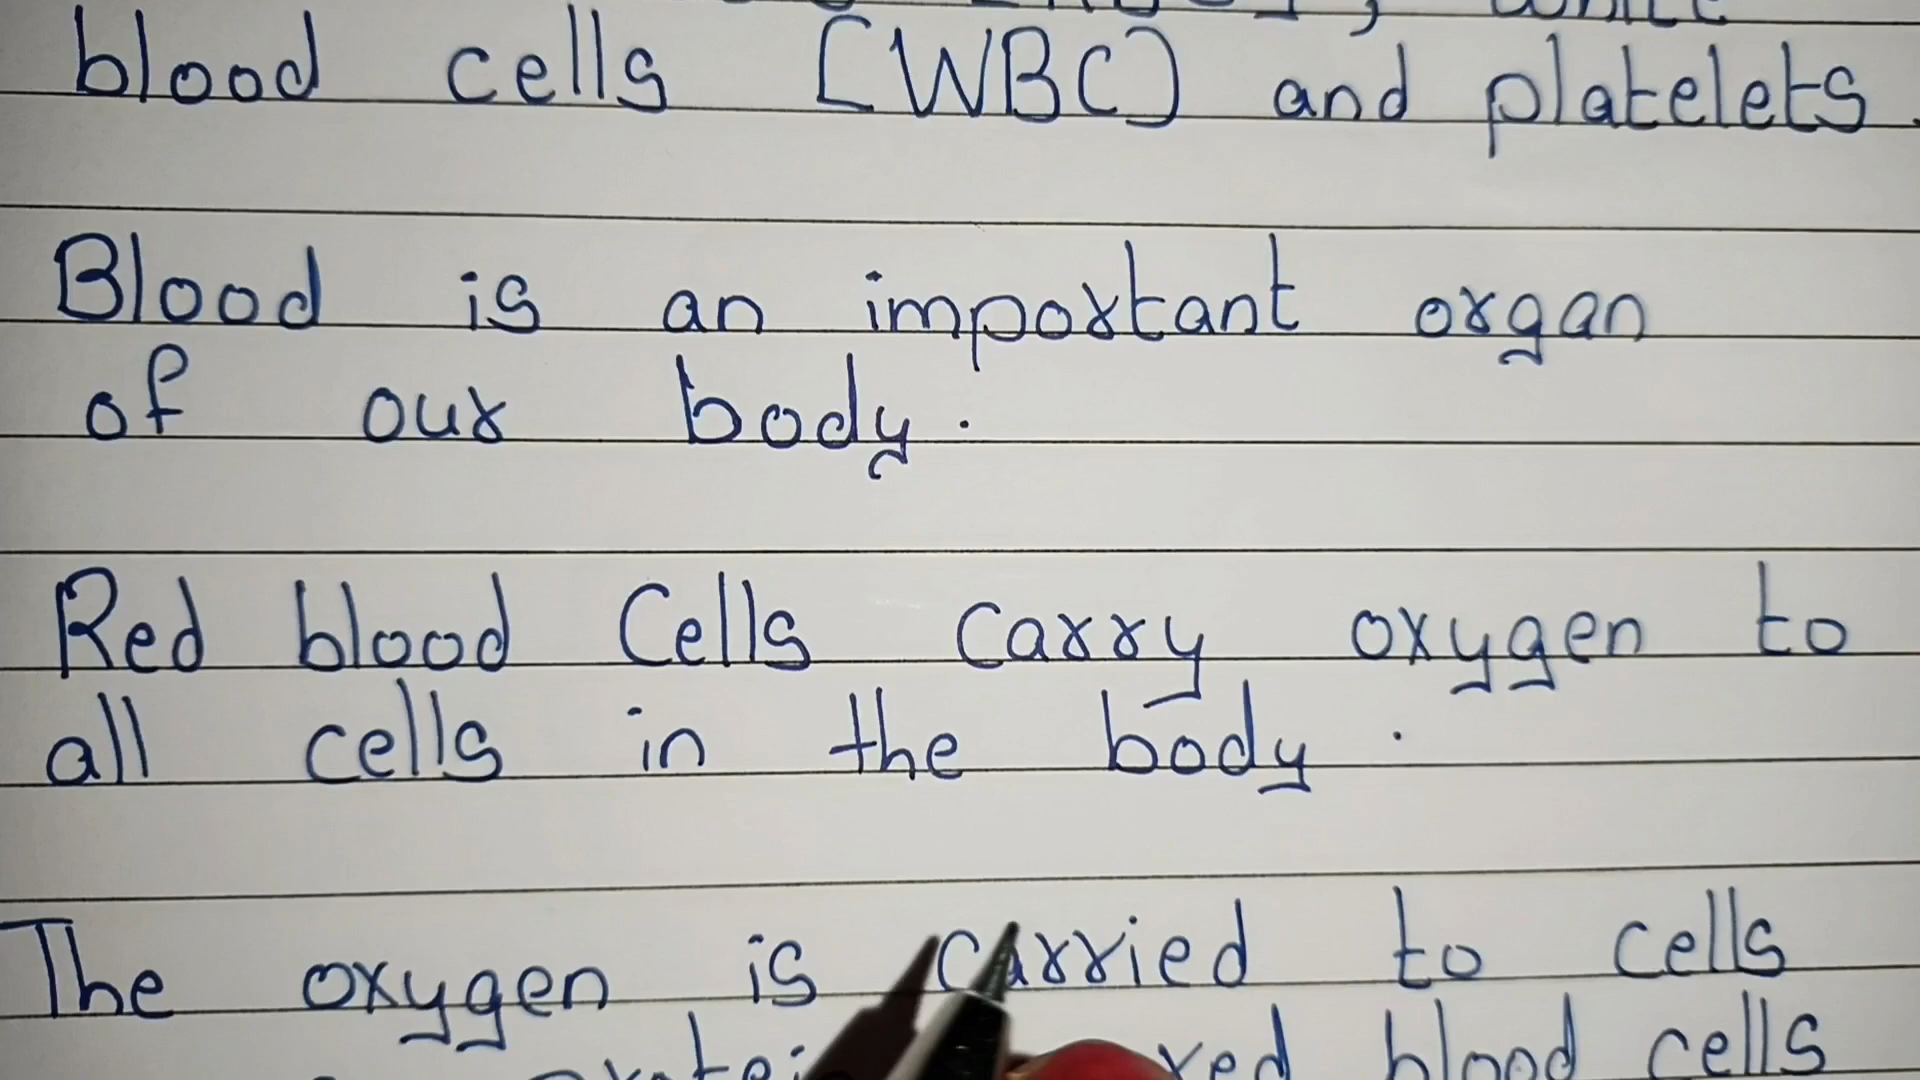 blood cells [WBC] and platelets.
Blood is an important organ
of our body.
Red blood Cells carry oxygen to
all cells in the body.
The oxygen is carried to cells
red blood cells